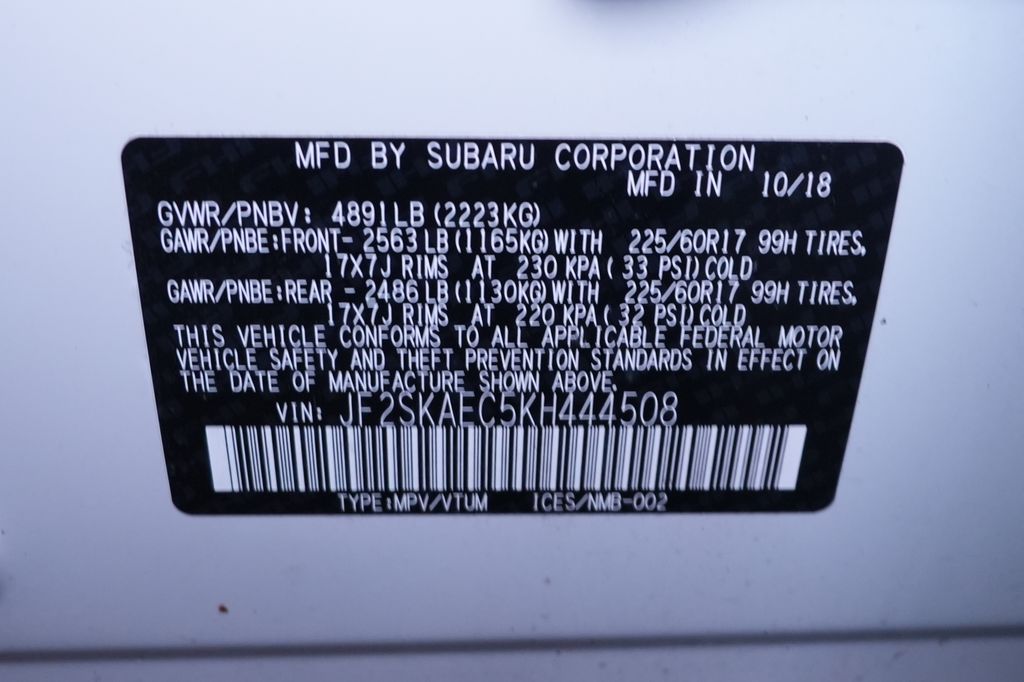 MFD BY SUBARU CORPORATION
MFD IN 10/18
GVWR/PNBV: 4891LB(2223KG)
GAWR/PNBE:FRONT- 2563LB(1165KG)WITH 225/60R17 99H TIRES,
17X7J RIMS AT 230 KPA( 33 PSI)COLD
GAWR/PNBE:REAR - 2486LB(1130KG)WITH 225/60R17 99H TIRES,
17X7J RIMS AT 220 KPA( 32 PSI)COLD
THIS VEHICLE CONFORMS TO ALL APPLICABLE FEDERAL MOTOR
VEHICLE SAFETY AND THEFT PREVENTION STANDARDS IN EFFECT ON
THE DATE OF MANUFACTURE SHOWN ABOVE.
VIN: JF2SKAEC5KH444508
TYPE:MPV/VTUM ICES/NMB-002